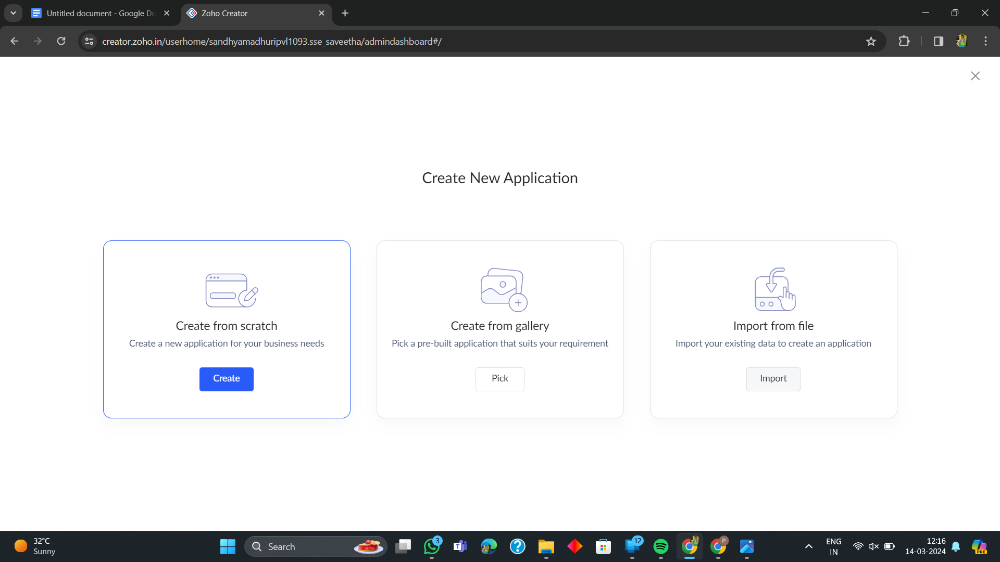 Untitled document - Google Do
Zoho Creator
creator.zoho.in/userhome/sandhyamadhuripvl1093.sse_saveetha/admindashboard#/
Create New Application
Create from scratch
Create a new application for your business needs
Create
Create from gallery
Pick a pre-built application that suits your requirement
Pick
Import from file
Import your existing data to create an application
Import
32°C
Sunny
Search
3
12
P
ENG
IN
12:16
14-03-2024
PRE